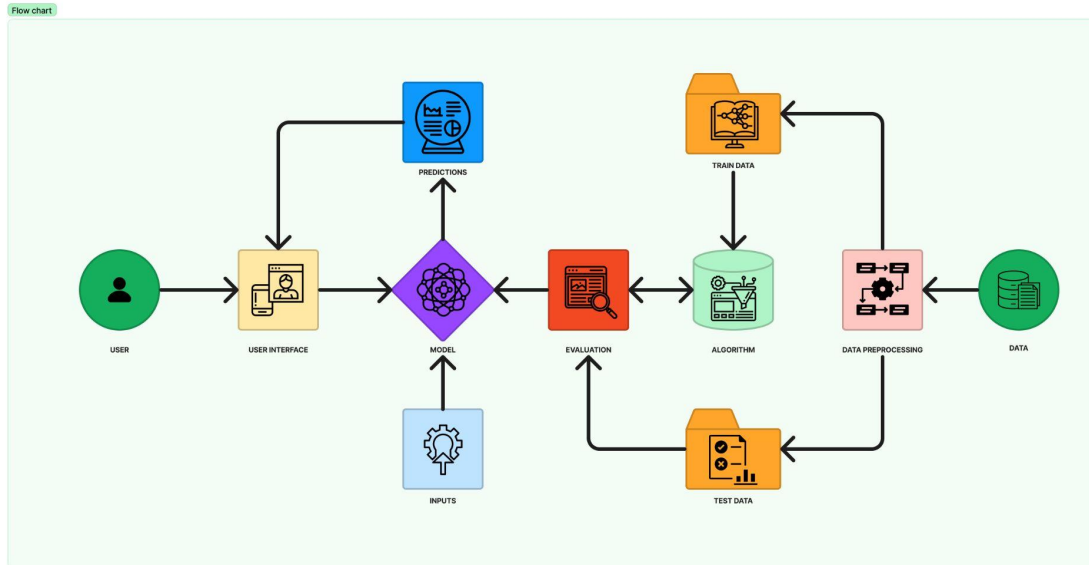 Flow chart
PREDICTIONS
TRAIN DATA
USER
USER INTERFACE
MODEL
EVALUATION
ALGORITHM
DATA PREPROCESSING
DATA
INPUTS
TEST DATA